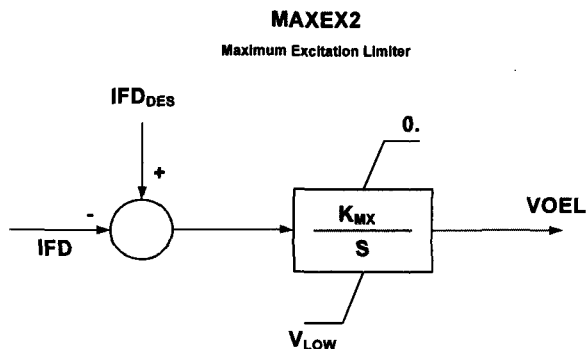 MAXEX2
Maximum Excitation Limiter
IFDDES
+
0.
-
IFD
KMX
S
VOEL
VLOW